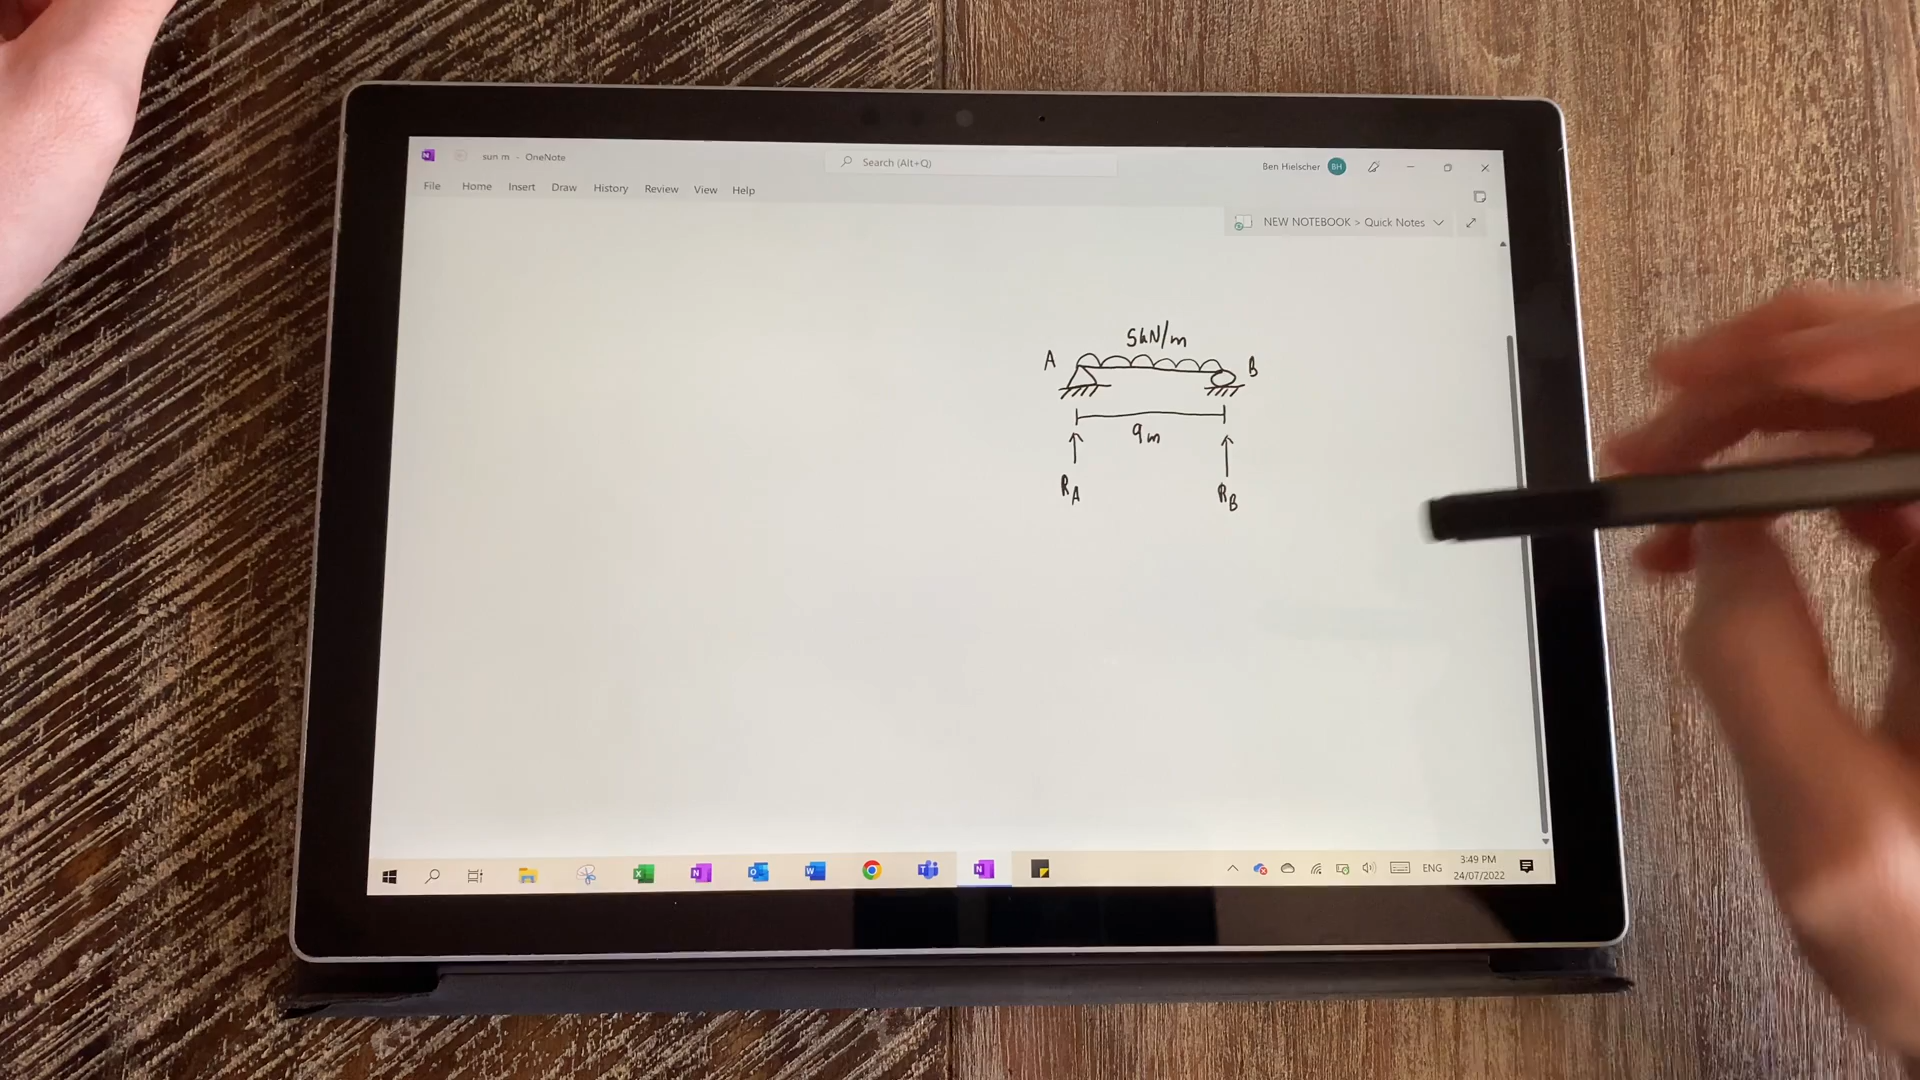 sun m - OneNote
Search (Alt+Q)
Ben Hielscher BH
File Home Insert Draw History Review View Help
NEW NOTEBOOK > Quick Notes
5kN/m
A B
9m
RA RB
ENG
3:49 PM
24/07/2022